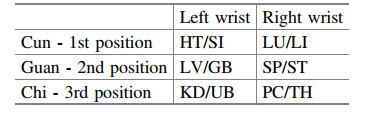 Left wrist Right wrist
Cun - 1st position HT/SI LU/LI
Guan - 2nd position LV/GB SP/ST
Chi - 3rd position KD/UB PC/TH